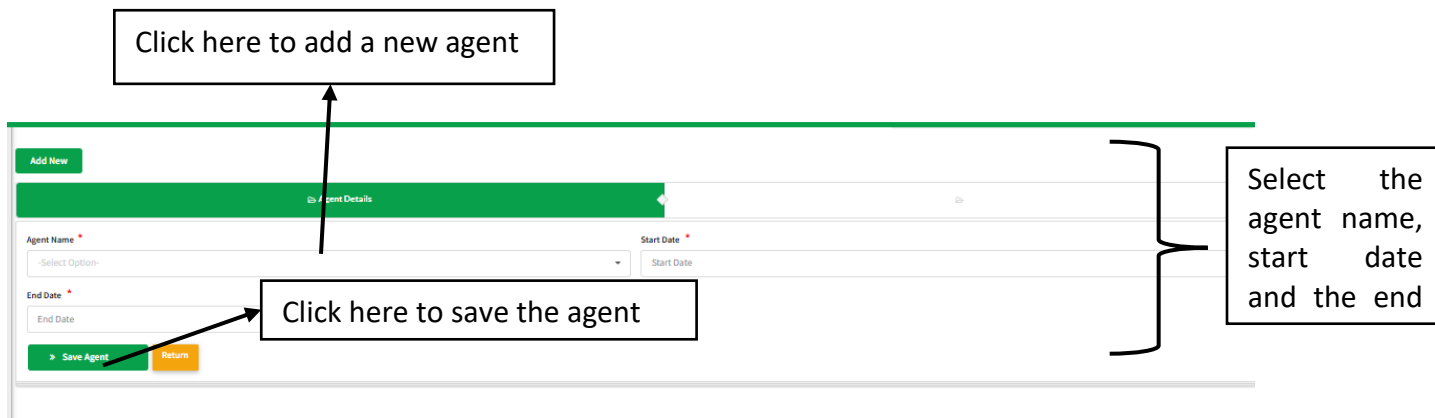 Click here to add a new agent
Add New
Agent Details
Agent Name *
Start Date *
-Select Option-
Start Date
End Date *
End Date
Click here to save the agent
» Save Agent
Return
Select the
agent name,
start date
and the end